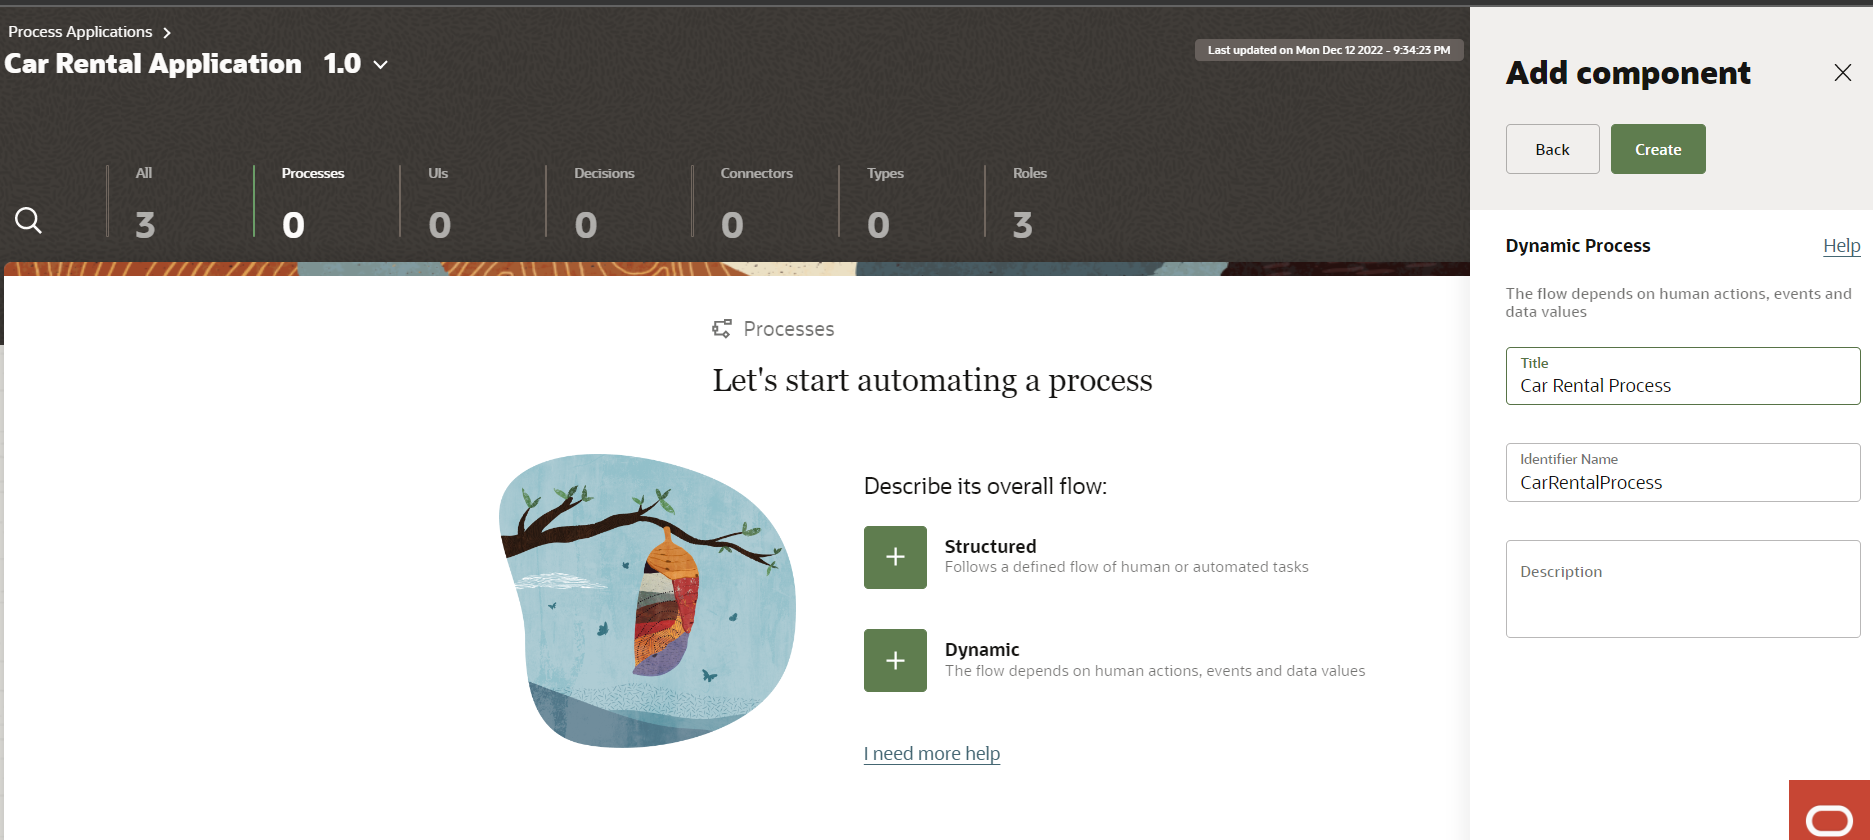 Process Applications
Car Rental Application 1.0
Last updated on Mon Dec 12 2022 - 9:34:23 PM
All
3
Processes
0
UIs
0
Decisions
0
Connectors
0
Types
0
Roles
3
Processes
Let's start automating a process
Describe its overall flow:
Structured
Follows a defined flow of human or automated tasks
Dynamic
The flow depends on human actions, events and data values
I need more help
Add component
Back
Create
Dynamic Process
Help
The flow depends on human actions, events and
data values
Title
Car Rental Process
Identifier Name
CarRentalProcess
Description